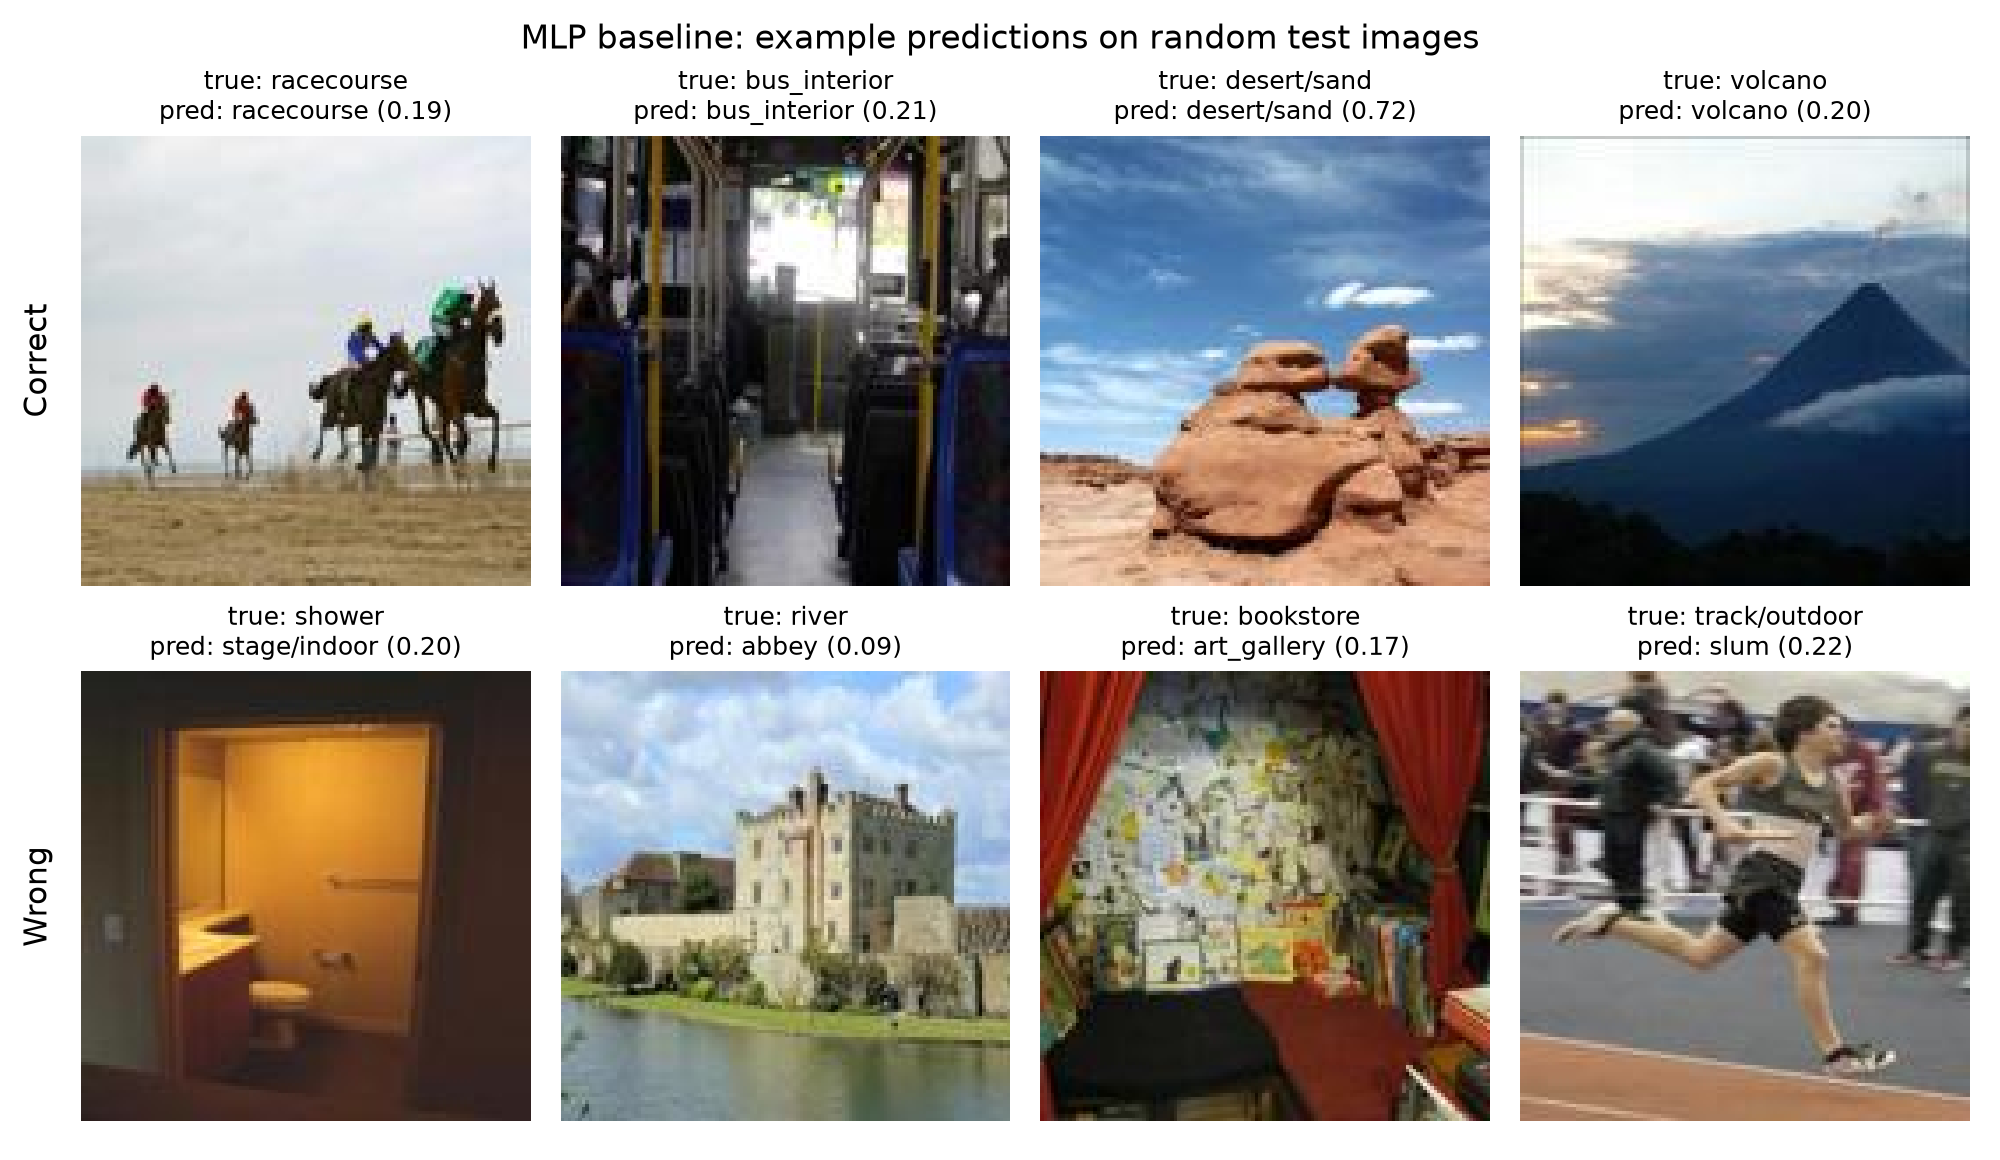 MLP baseline: example predictions on random test images
true: racecourse
pred: racecourse (0.19)
true: bus_interior
pred: bus_interior (0.21)
true: desert/sand
pred: desert/sand (0.72)
true: volcano
pred: volcano (0.20)
Correct
true: shower
pred: stage/indoor (0.20)
true: river
pred: abbey (0.09)
true: bookstore
pred: art_gallery (0.17)
true: track/outdoor
pred: slum (0.22)
Wrong